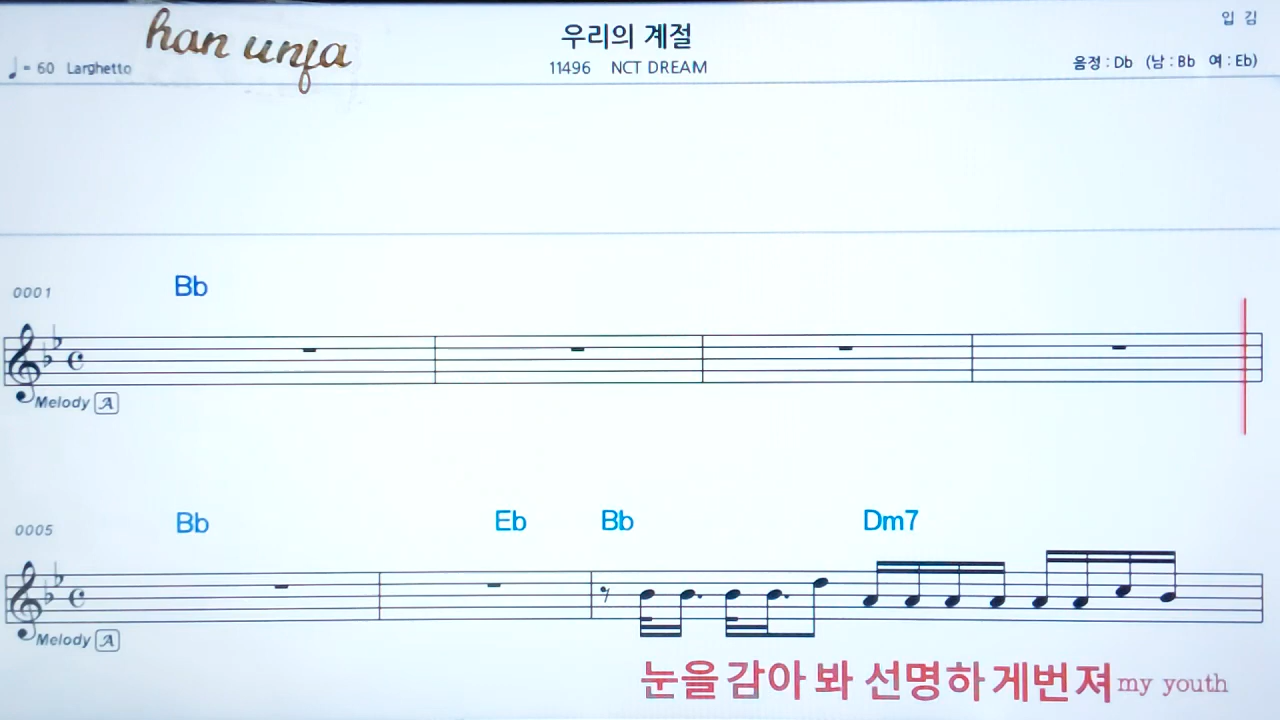 han unfa
우리의 계절
입 김
♩= 60 Larghetto
11496 NCT DREAM
음정 : Db (남 : Bb 여 : Eb)
0001
Bb
Melody A
0005
Bb Eb Bb Dm7
Melody A
눈을 감아 봐 선명하게번져 my youth